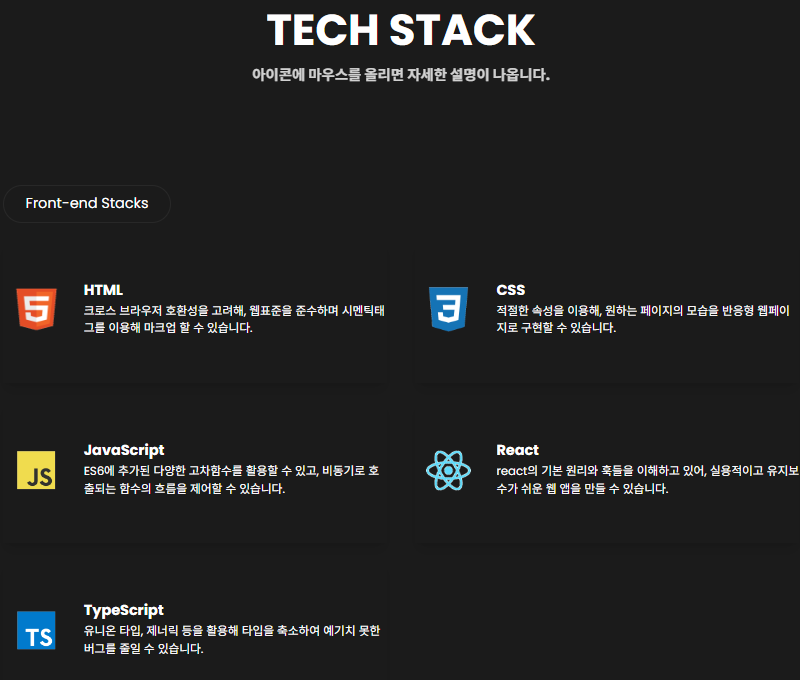 TECH STACK
아이콘에 마우스를 올리면 자세한 설명이 나옵니다.
Front-end Stacks
HTML
크로스 브라우저 호환성을 고려해, 웹표준을 준수하며 시멘틱태
그를 이용해 마크업 할 수 있습니다.
CSS
적절한 속성을 이용해, 원하는 페이지의 모습을 반응형 웹페이
지로 구현할 수 있습니다.
JS
JavaScript
ES6에 추가된 다양한 고차함수를 활용할 수 있고, 비동기로 호
출되는 함수의 흐름을 제어할 수 있습니다.
React
react의 기본 원리와 훅들을 이해하고 있어, 실용적이고 유지보
수가 쉬운 웹 앱을 만들 수 있습니다.
TS
TypeScript
유니온 타입, 제너릭 등을 활용해 타입을 축소하여 예기치 못한
버그를 줄일 수 있습니다.